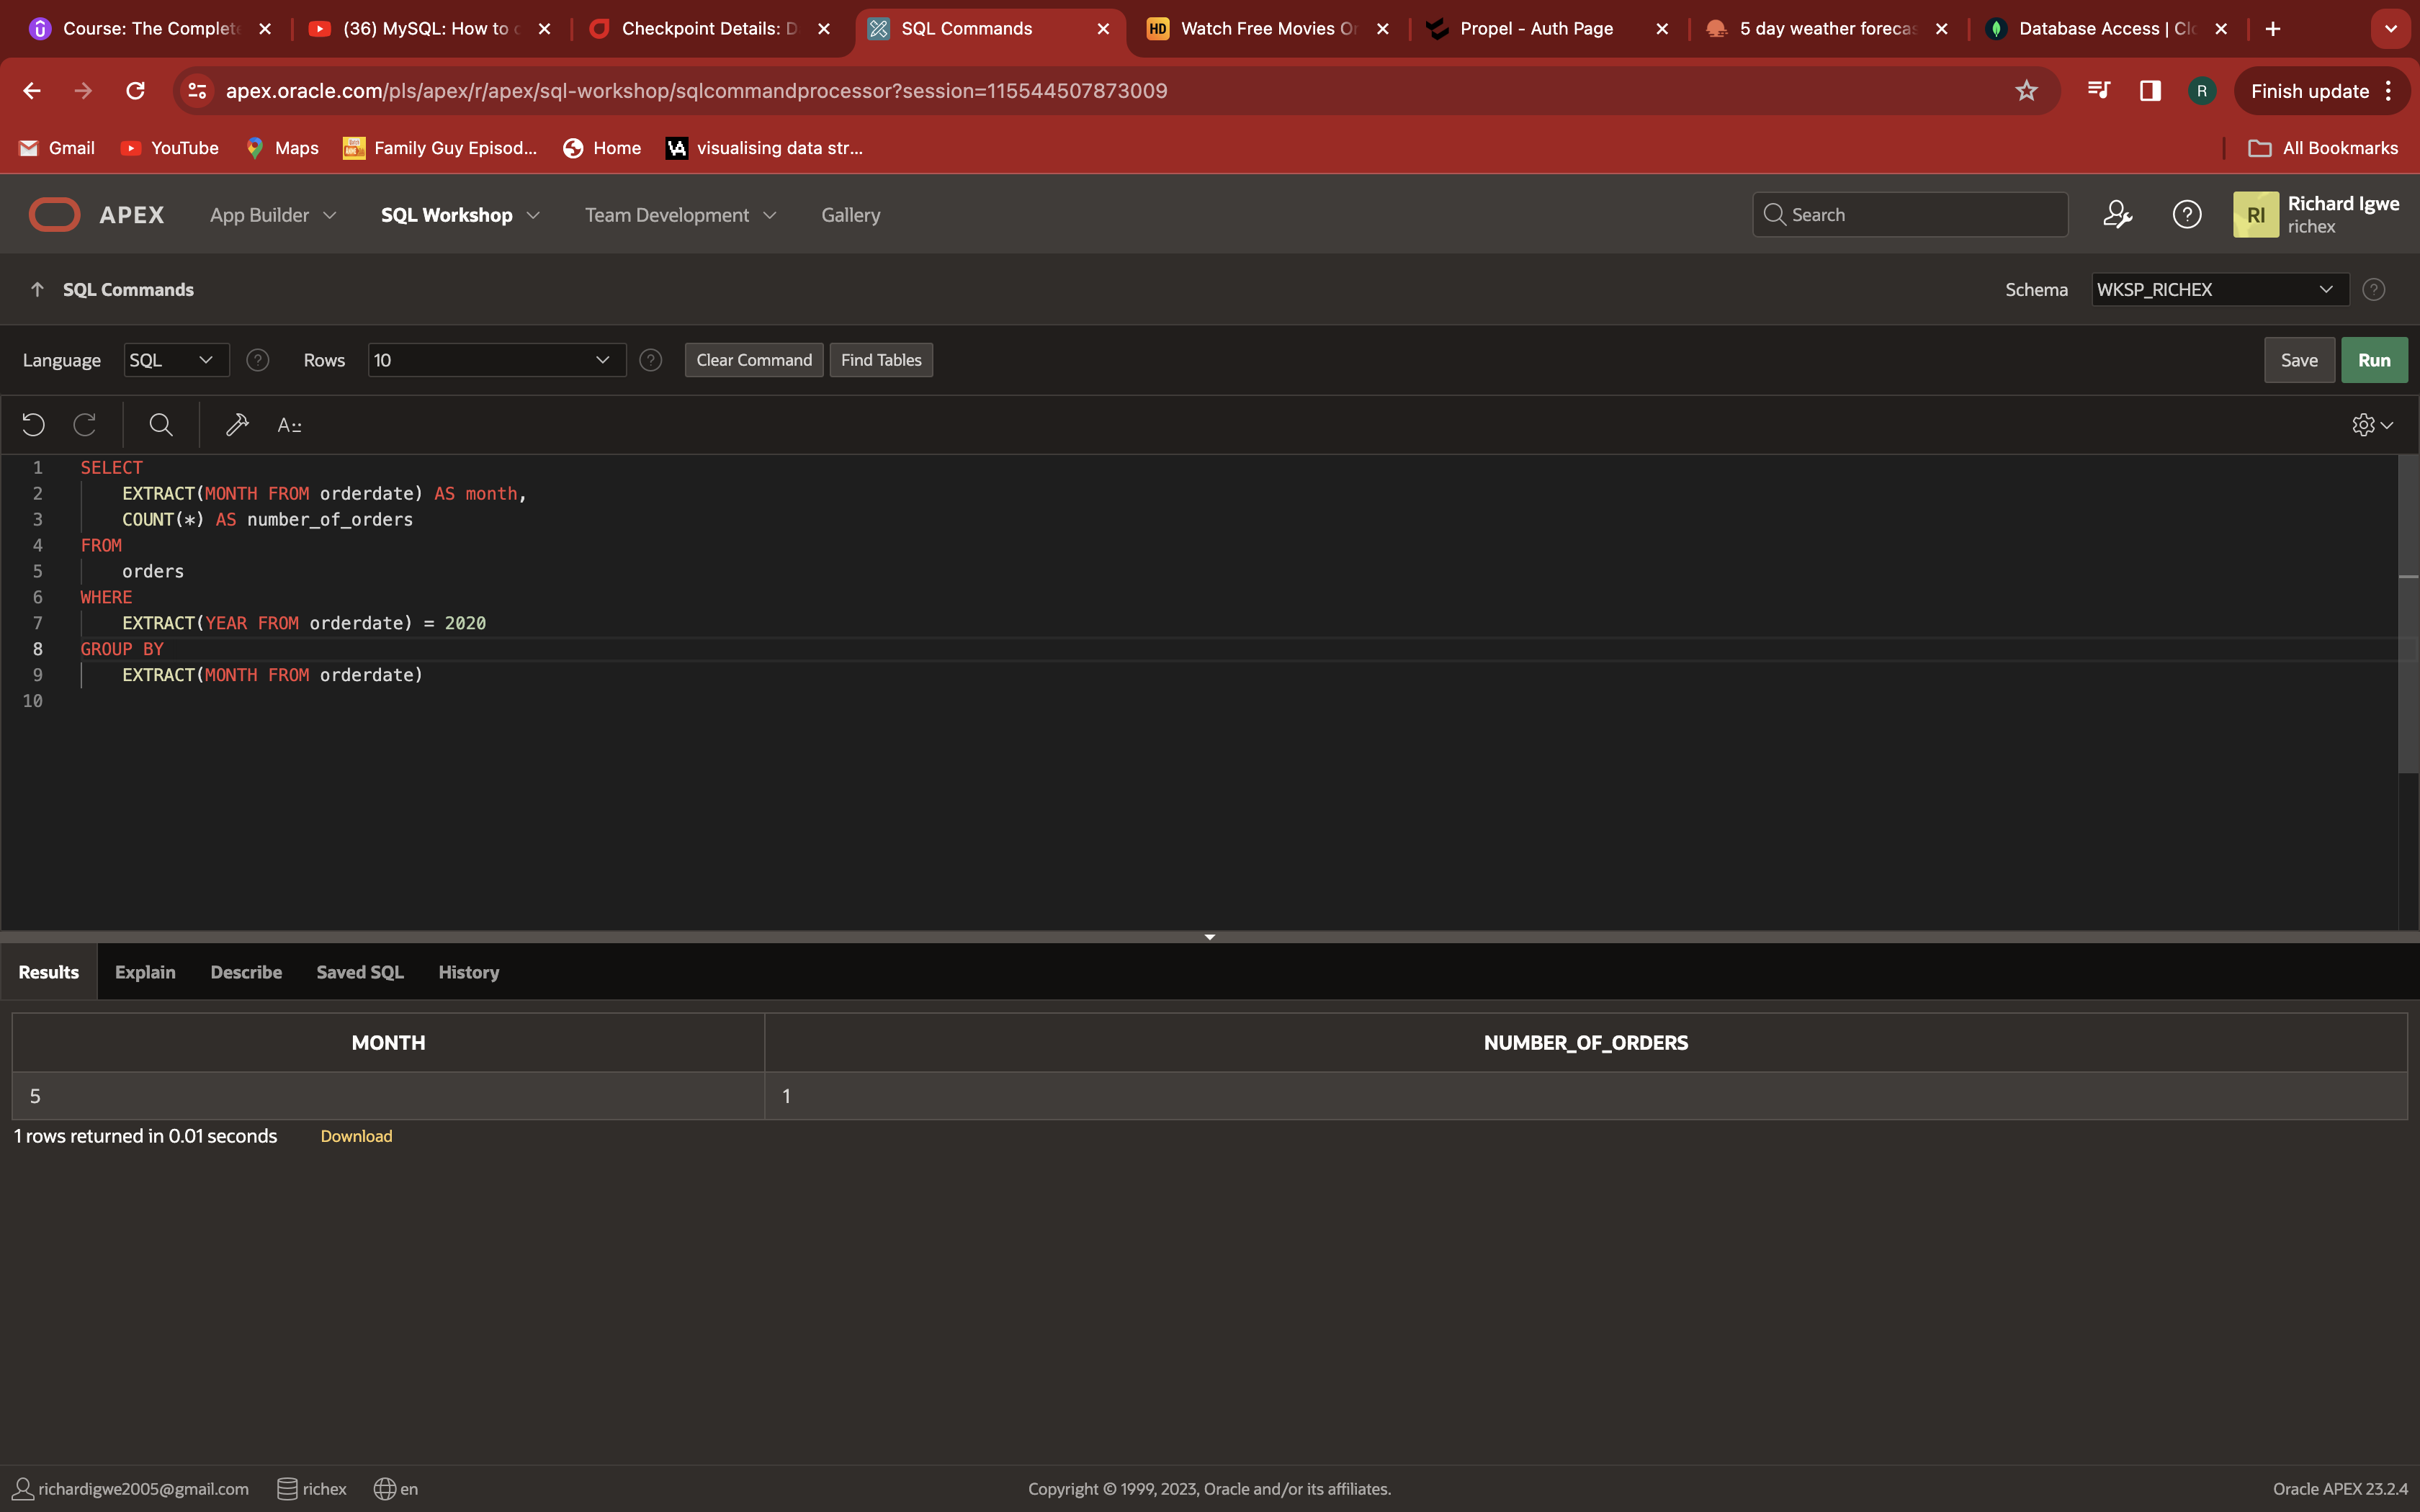 Course: The Complet
(36) MySQL: How to
Checkpoint Details: D
SQL Commands
HD Watch Free Movies O
Propel - Auth Page
5 day weather foreca
Database Access | Cl
apex.oracle.com/pls/apex/r/apex/sql-workshop/sqlcommandprocessor?session=115544507873009
R
Finish update
Gmail
YouTube
Maps
Family Guy Episod...
Home
visualising data str...
All Bookmarks
APEX
App Builder
SQL Workshop
Team Development
Gallery
Search
RI
Richard Igwe
richex
SQL Commands
Schema
WKSP_RICHEX
Language
SQL
Rows
10
Clear Command
Find Tables
Save
Run
1 SELECT
2 EXTRACT(MONTH FROM orderdate) AS month,
3 COUNT(*) AS number_of_orders
4 FROM
5 orders
6 WHERE
7 EXTRACT(YEAR FROM orderdate) = 2020
8 GROUP BY
9 EXTRACT(MONTH FROM orderdate)
10
Results
Explain
Describe
Saved SQL
History
MONTH NUMBER_OF_ORDERS
5 1
1 rows returned in 0.01 seconds
Download
richardigwe2005@gmail.com
richex
en
Copyright © 1999, 2023, Oracle and/or its affiliates.
Oracle APEX 23.2.4